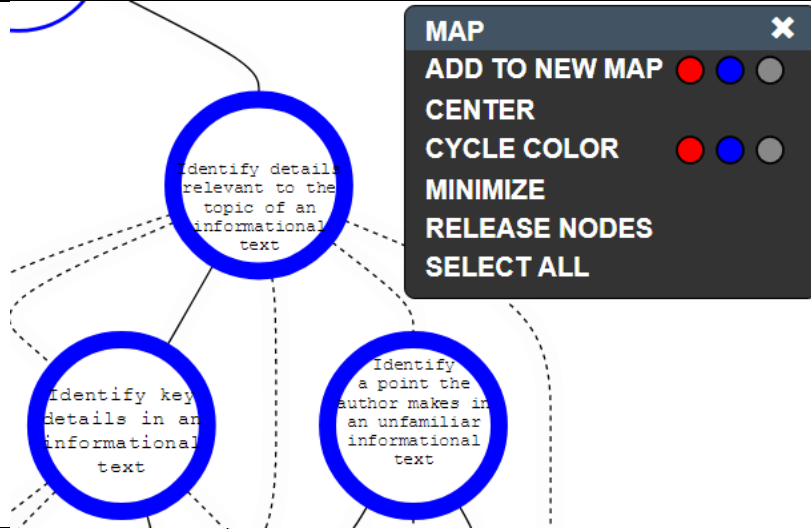 MAP
ADD TO NEW MAP
CENTER
CYCLE COLOR
MINIMIZE
RELEASE NODES
SELECT ALL
Identify details
relevant to the
topic of an
informational
text
Identify key
details in an
informational
text
Identify
a point the
author makes in
an unfamiliar
informational
text